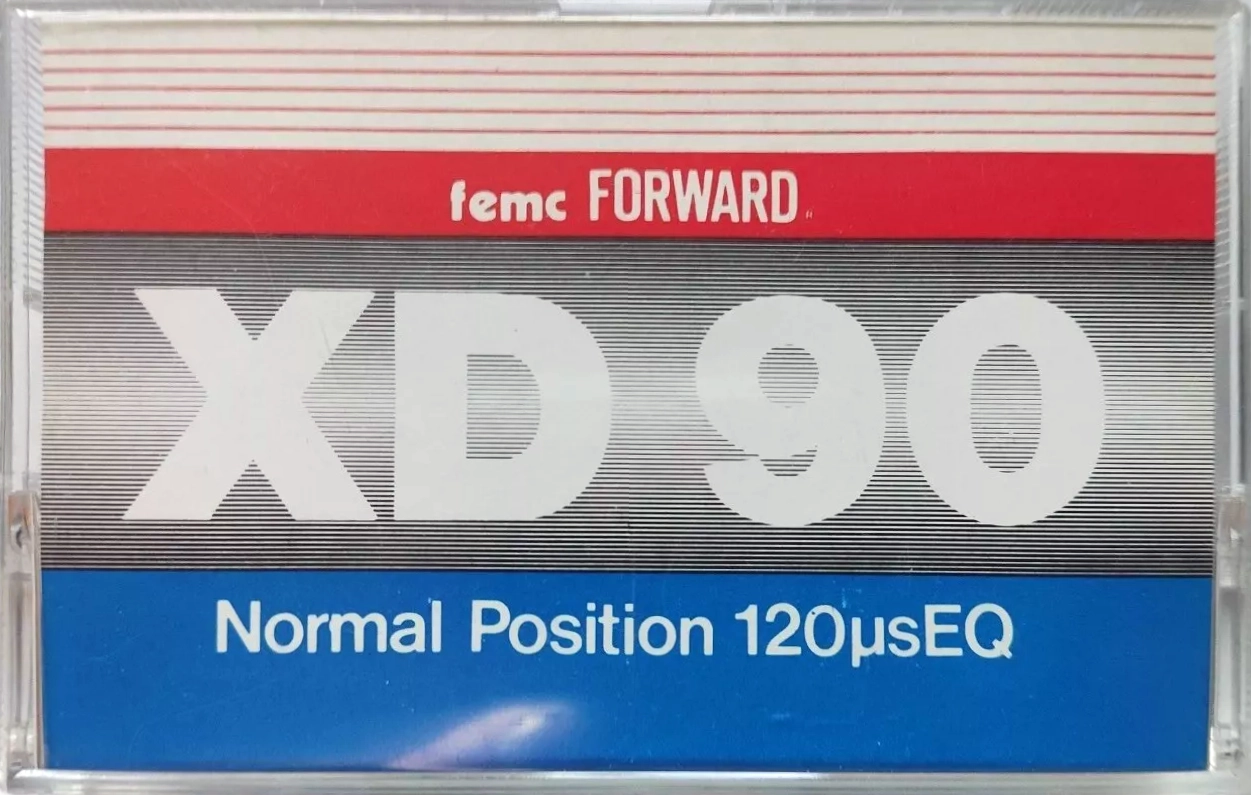 femc FORWARD
XD 90
Normal Position 120µsEQ